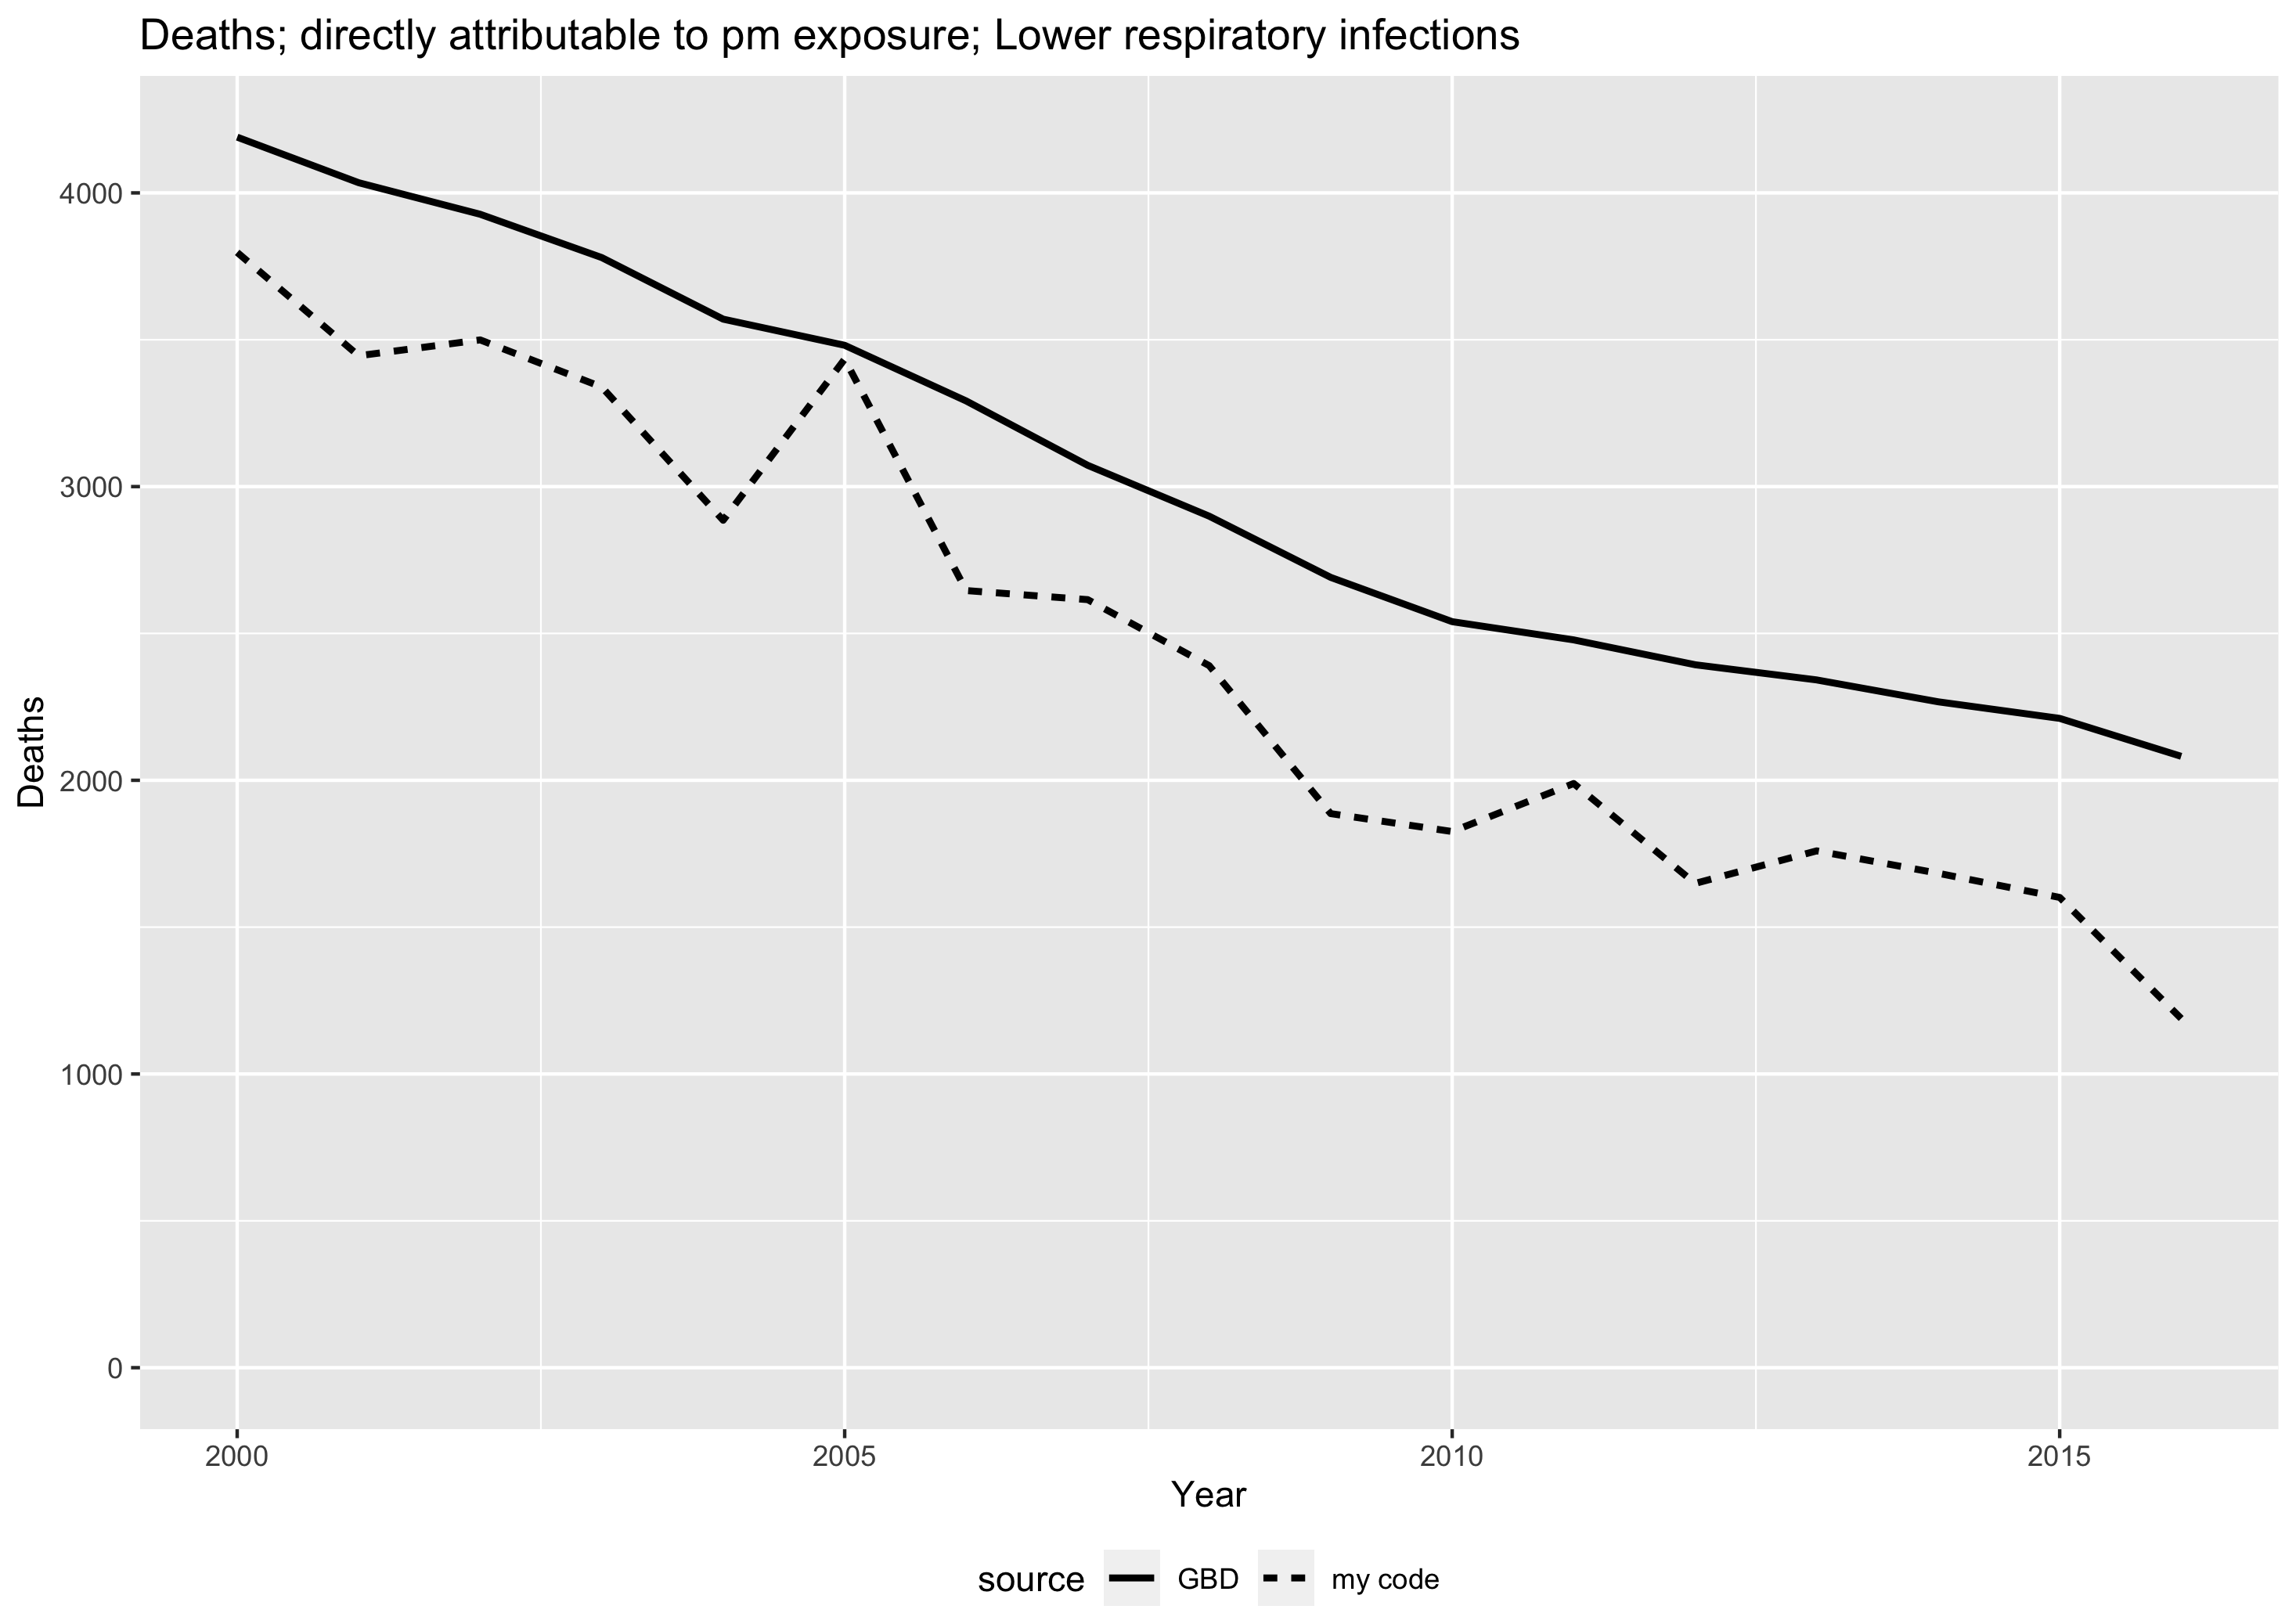 Deaths; directly attributable to pm exposure; Lower respiratory infections
4000
3000
2000
1000
0
Deaths
2000 2005 2010 2015
Year
source GBD my code